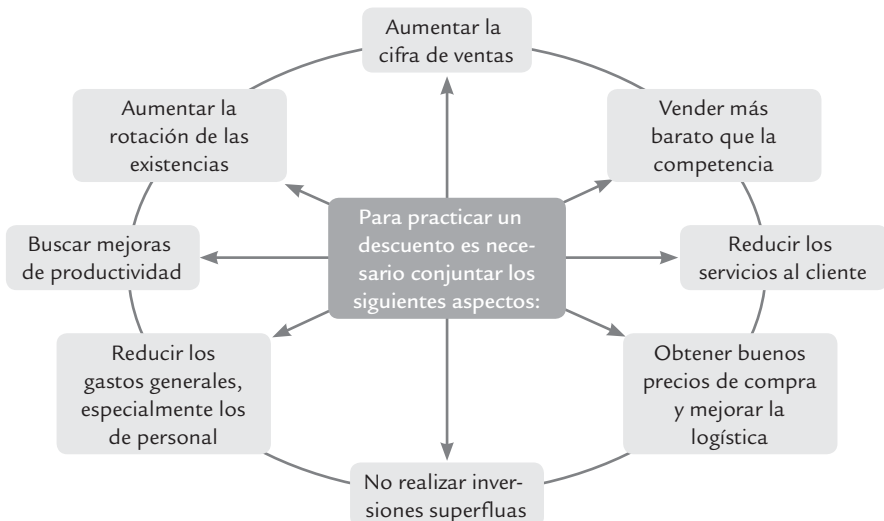 Aumentar la
cifra de ventas
Vender más
barato que la
competencia
Reducir los
servicios al cliente
Obtener buenos
precios de compra
y mejorar la
logística
No realizar inver-
siones superfluas
Reducir los
gastos generales,
especialmente los
de personal
Buscar mejoras
de productividad
Aumentar la
rotación de las
existencias
Para practicar un
descuento es nece-
sario conjuntar los
siguientes aspectos: